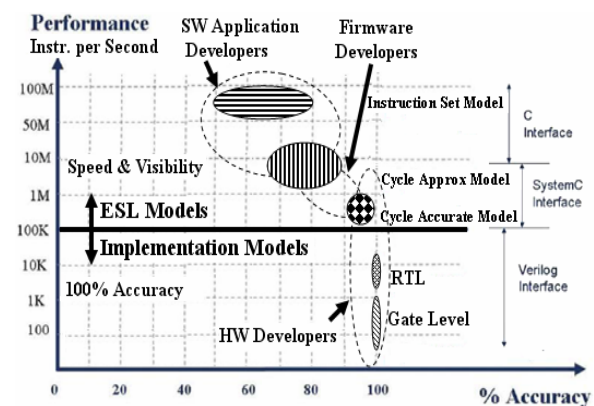 Performance
Instr. per Second
SW Application
Developers
Firmware
Developers
100M
50M
10M
1M
100K
10K
1K
100
Instruction Set Model
C
Interface
Speed & Visibility
Cycle Approx Model
SystemC
Interface
ESL Models
Cycle Accurate Model
Implementation Models
100% Accuracy
RTL
Verilog
Interface
HW Developers
Gate Level
0
20
40
60
80
100
% Accuracy